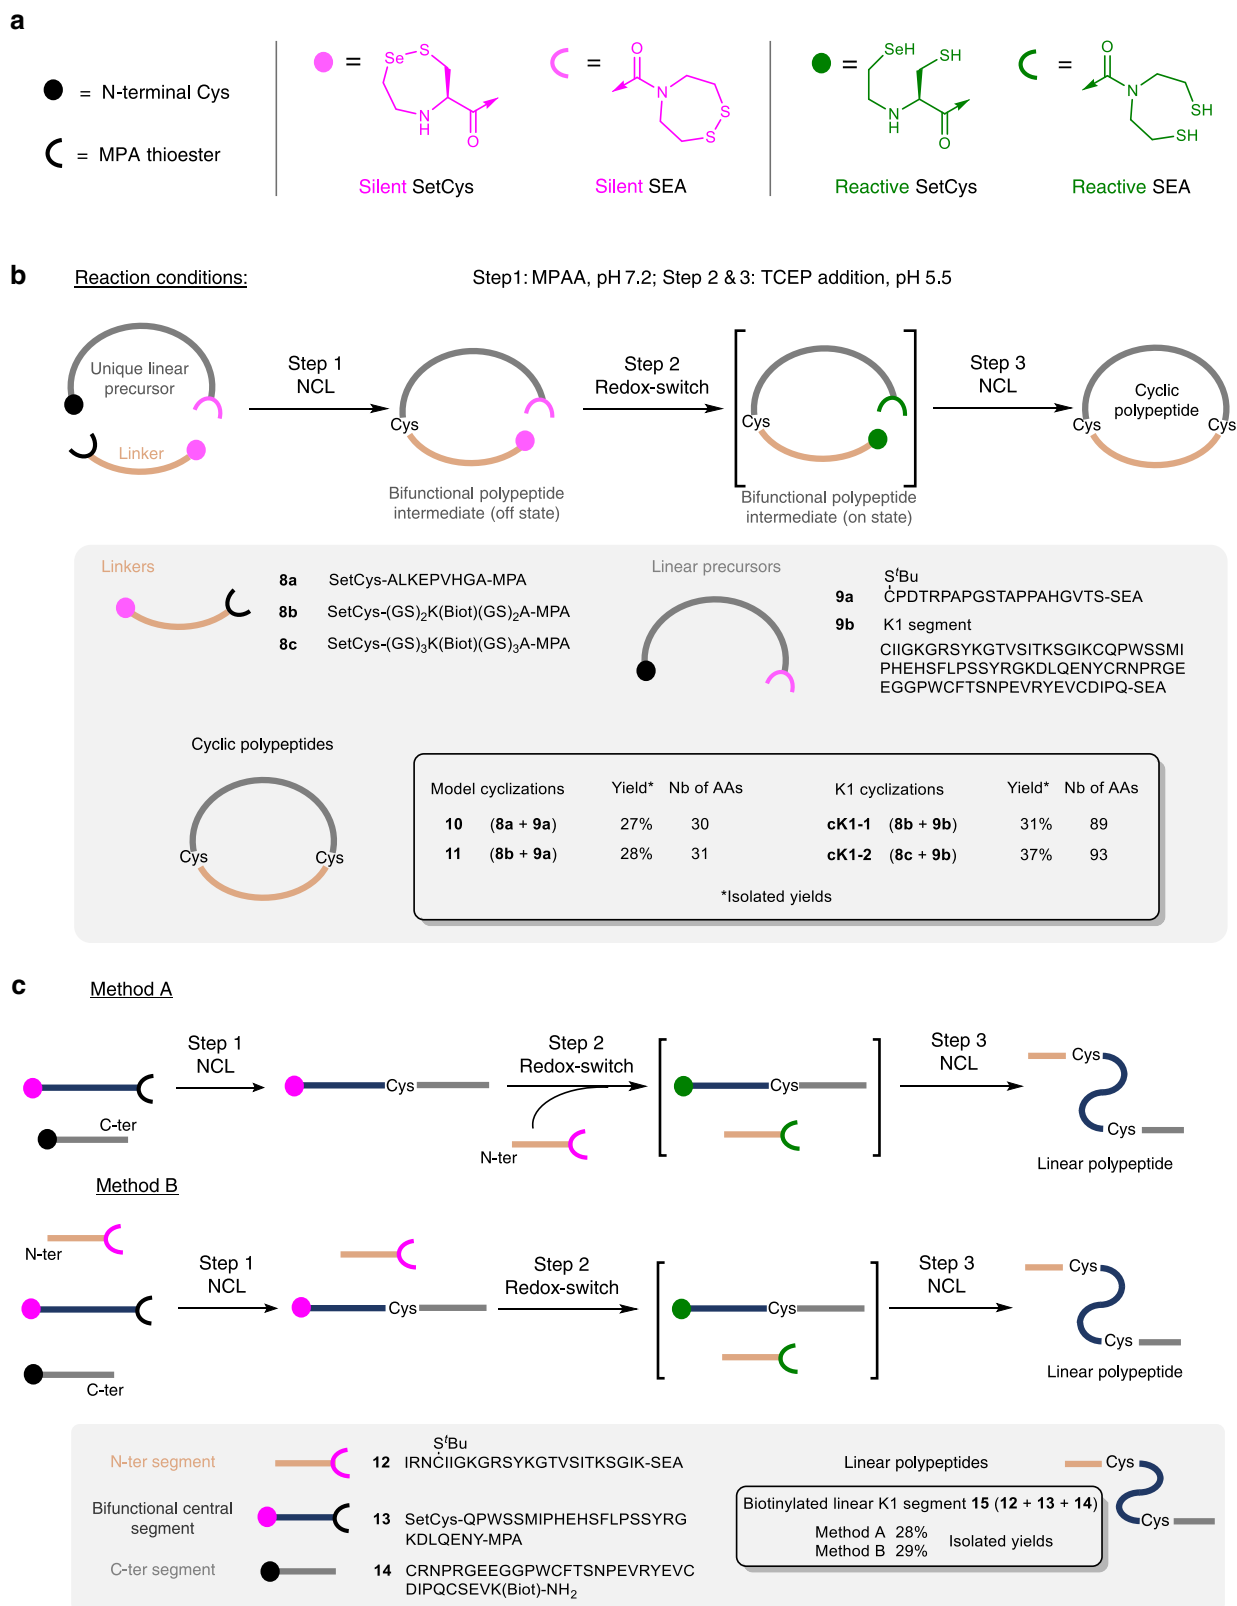 a
= N-terminal Cys
= MPA thioester
Se S
N
H
O
=
Silent SetCys
O
N
S
S
=
Silent SEA
SeH
SH
N
H
O
=
Reactive SetCys
O
N
SH
SH
=
Reactive SEA
b
Reaction conditions:
Step1: MPAA, pH 7.2; Step 2 & 3: TCEP addition, pH 5.5
Unique linear
precursor
Linker
Step 1
NCL
Cys
Bifunctional polypeptide
intermediate (off state)
Step 2
Redox-switch
Cys
Bifunctional polypeptide
intermediate (on state)
Step 3
NCL
Cyclic
polypeptide
Cys Cys
Linkers
8a SetCys-ALKEPVHGA-MPA
8b SetCys-(GS)2K(Biot)(GS)2A-MPA
8c SetCys-(GS)3K(Biot)(GS)3A-MPA
Linear precursors
StBu
9a CPDTRPAPGSTAPPAHGVTS-SEA
9b K1 segment
CIIGKGRSYKGTVSITKSGIKCQPWSSMI
PHEHSFLPSSYRGKDLQENYCRNPRGE
EGGPWCFTSNPEVRYEVCDIPQ-SEA
Cyclic polypeptides
Cys Cys
Model cyclizations Yield* Nb of AAs K1 cyclizations Yield* Nb of AAs
10 (8a + 9a) 27% 30 cK1-1 (8b + 9b) 31% 89
11 (8b + 9a) 28% 31 cK1-2 (8c + 9b) 37% 93
*Isolated yields
c
Method A
Step 1
NCL
C-ter
Cys
Step 2
Redox-switch
N-ter
Cys
Step 3
NCL
Cys
Cys
Linear polypeptide
Method B
N-ter
C-ter
Step 1
NCL
Cys
Step 2
Redox-switch
Cys
Step 3
NCL
Cys
Cys
Linear polypeptide
N-ter segment
StBu
12 IRNCIIGKGRSYKGTVSITKSGIK-SEA
Bifunctional central
segment
13 SetCys-QPWSSMIPHEHSFLPSSYRG
KDLQENY-MPA
C-ter segment
14 CRNPRGEEGGPWCFTSNPEVRYEVC
DIPQCSEVK(Biot)-NH2
Linear polypeptides
Cys
Cys
Biotinylated linear K1 segment 15 (12 + 13 + 14)
Method A 28%
Method B 29%
Isolated yields